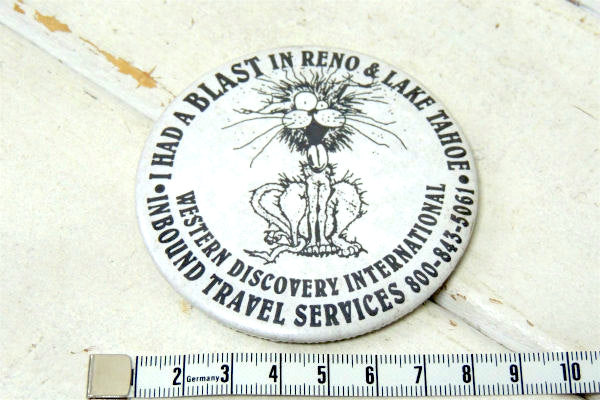 • I HAD A BLAST IN RENO & LAKE TAHOE •
WESTERN DISCOVERY INTERNATIONAL
INBOUND TRAVEL SERVICES 800-843-5061
2 Germany 3 4 5 6 7 8 9 10